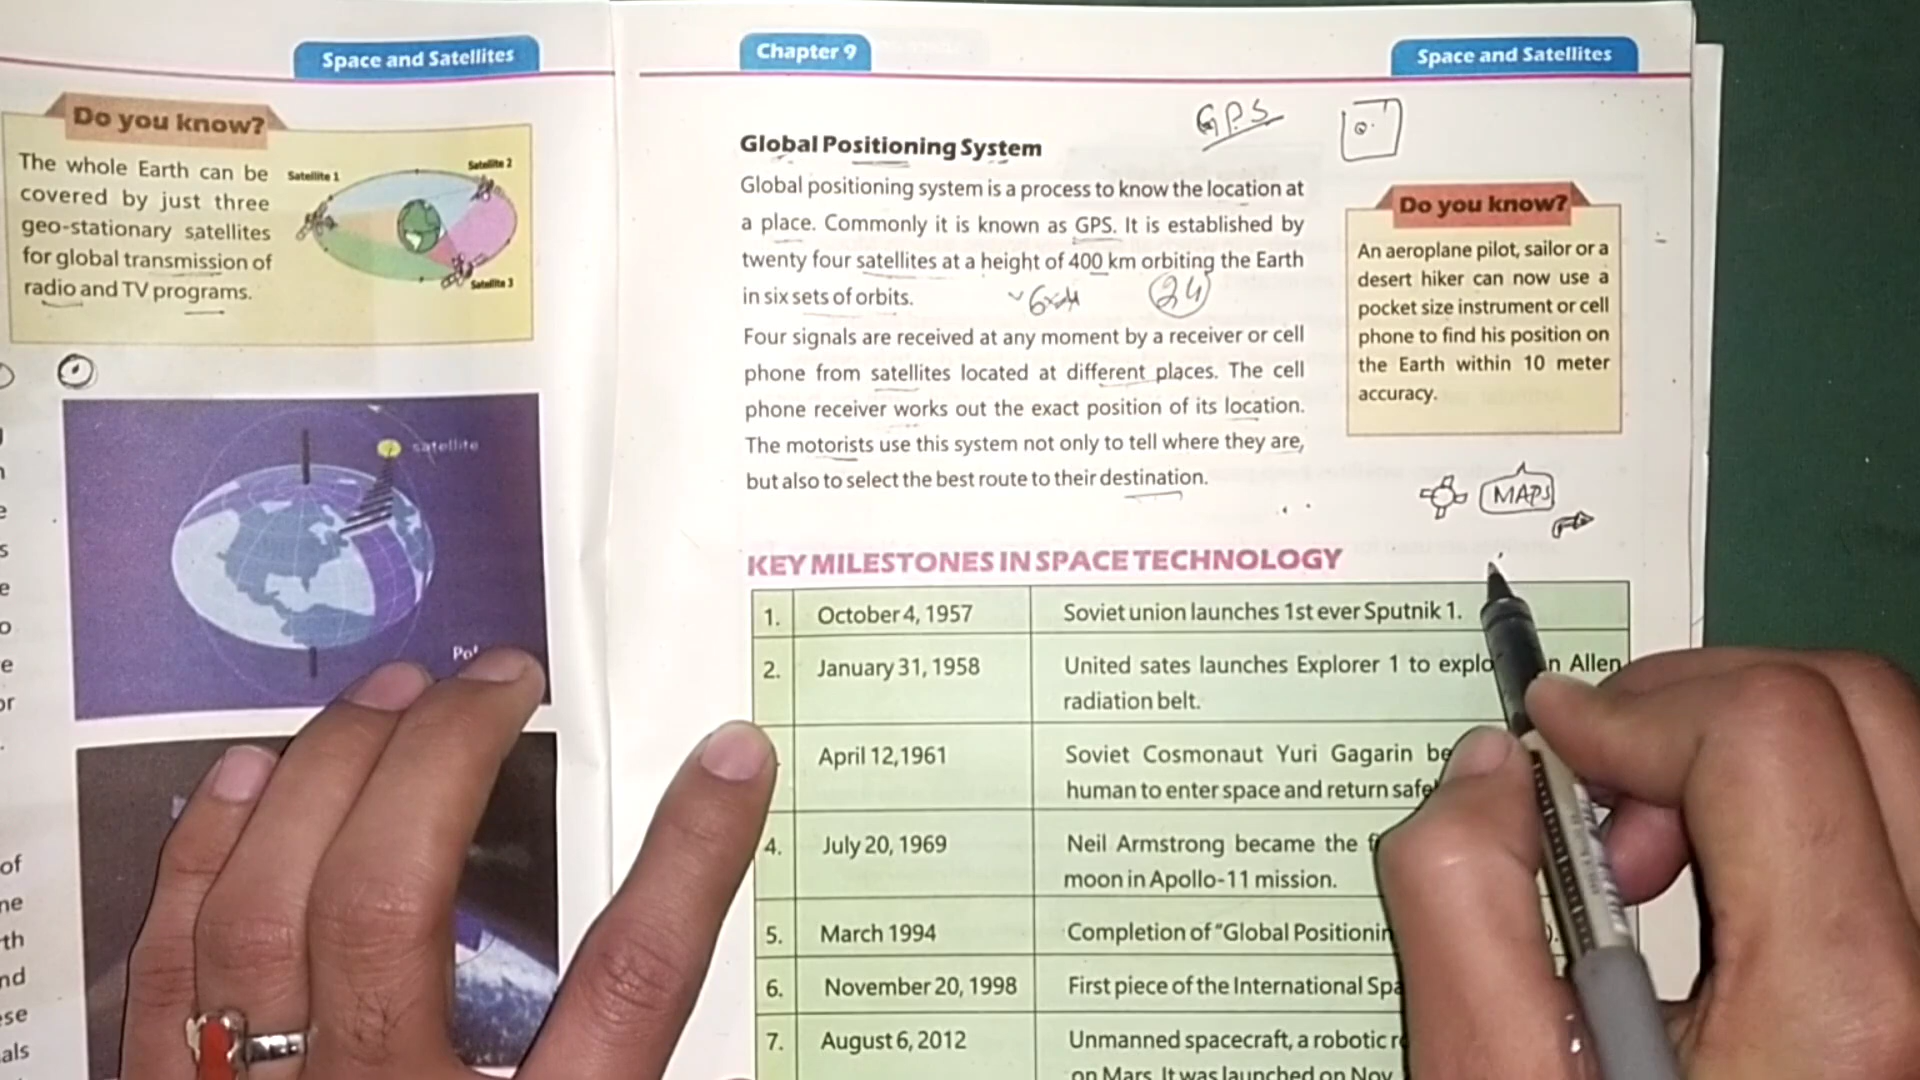 Space and Satellites
Do you know?
The whole Earth can be
covered by just three
geo-stationary satellites
for global transmission of
radio and TV programs.
Satellite 1
Satellite 2
Satellite 3
satellite
of
th
nd
als
Chapter 9
Space and Satellites
GPS
Global Positioning System
Global positioning system is a process to know the location at
a place. Commonly it is known as GPS. It is established by
twenty four satellites at a height of 400 km orbiting the Earth
in six sets of orbits.
6x4
24
Four signals are received at any moment by a receiver or cell
phone from satellites located at different places. The cell
phone receiver works out the exact position of its location.
The motorists use this system not only to tell where they are,
but also to select the best route to their destination.
Do you know?
An aeroplane pilot, sailor or a
desert hiker can now use a
pocket size instrument or cell
phone to find his position on
the Earth within 10 meter
accuracy.
MAPS
KEY MILESTONES IN SPACE TECHNOLOGY
1. October 4, 1957 Soviet union launches 1st ever Sputnik 1.
2. January 31, 1958 United sates launches Explorer 1 to explo n Allen
radiation belt.
April 12,1961 Soviet Cosmonaut Yuri Gagarin be
human to enter space and return safe
4. July 20, 1969 Neil Armstrong became the
moon in Apollo-11 mission.
5. March 1994 Completion of "Global Positionin ).
6. November 20, 1998 First piece of the International Spa
7. August 6, 2012 Unmanned spacecraft, a robotic
on Mars. It was launched on Nov